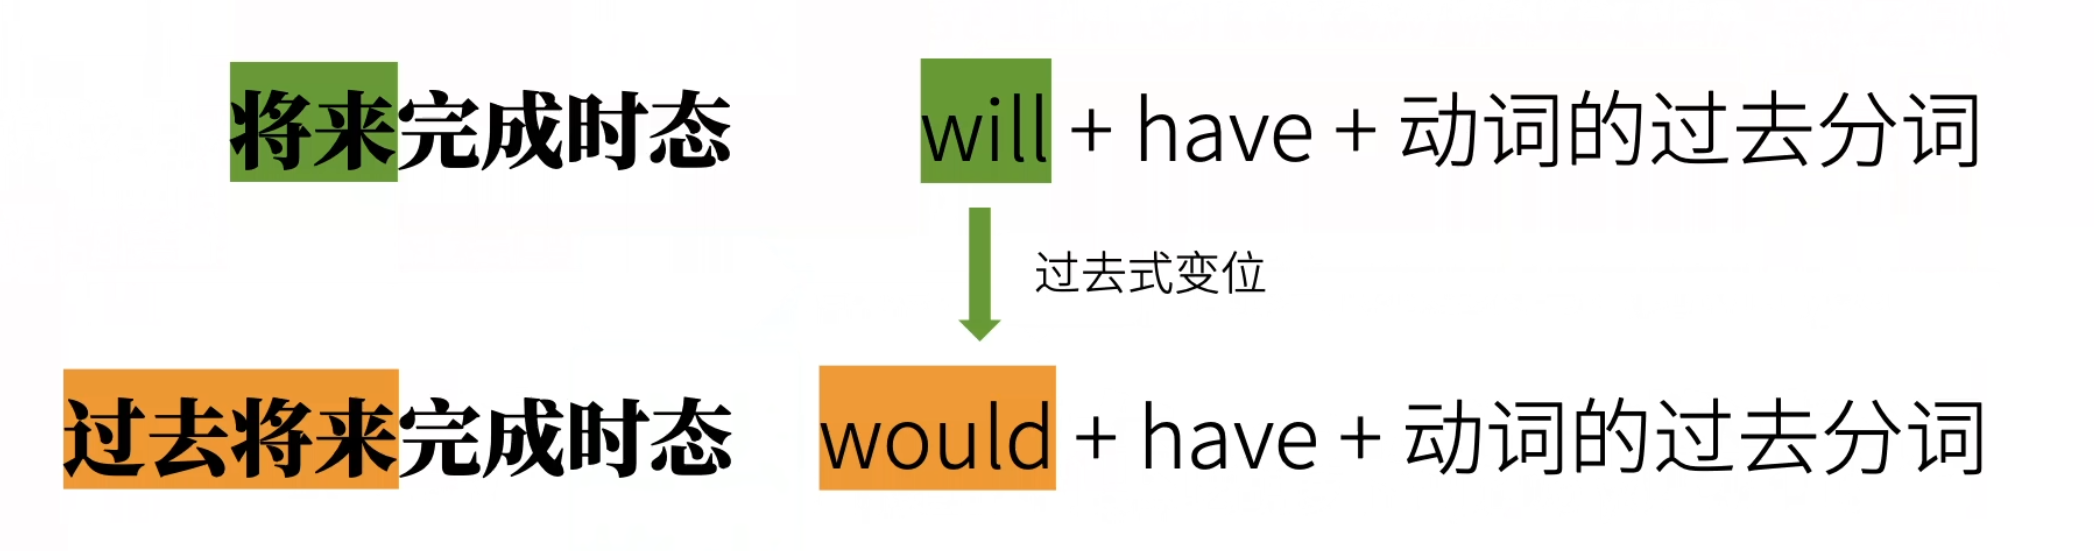 将来完成时态 will + have + 动词的过去分词
过去式变位
过去将来完成时态 would + have + 动词的过去分词